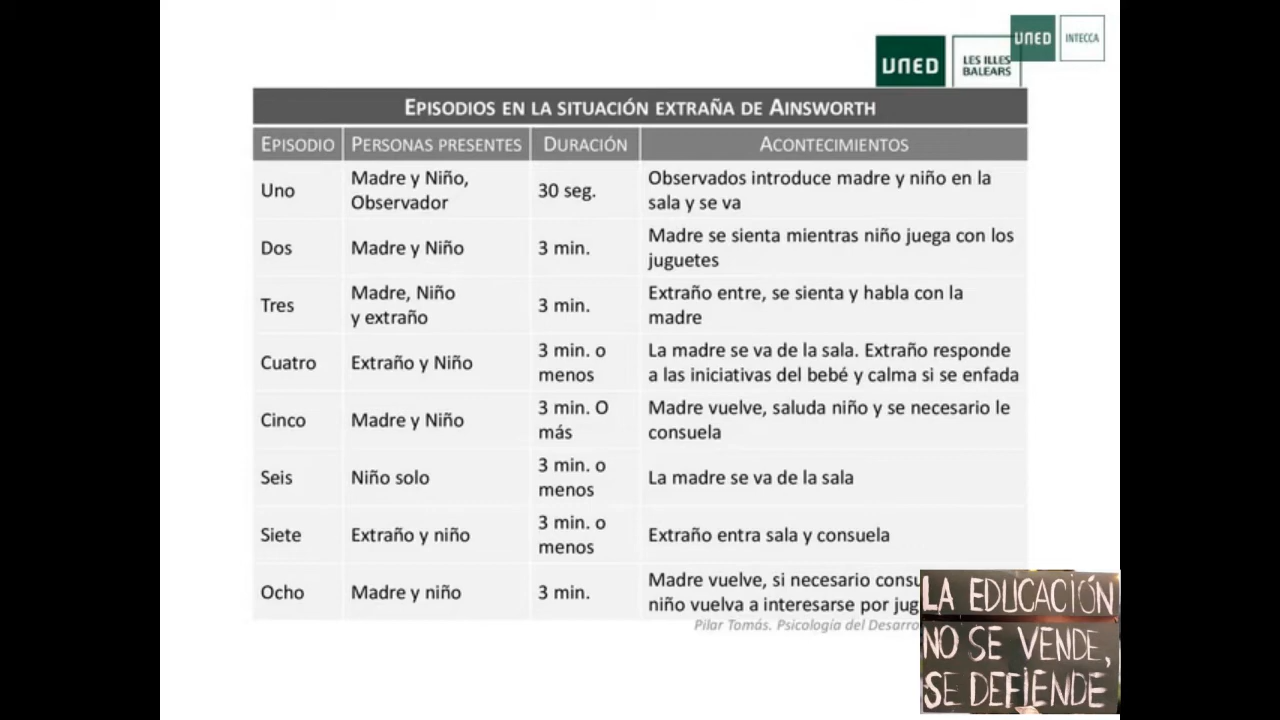 UNED
INTECCA
UNED
LES ILLES
BALEARS
EPISODIOS EN LA SITUACIÓN EXTRAÑA DE AINSWORTH
EPISODIO PERSONAS PRESENTES DURACIÓN ACONTECIMIENTOS
Uno
Madre y Niño,
Observador
30 seg.
Observados introduce madre y niño en la
sala y se va
Dos
Madre y Niño
3 min.
Madre se sienta mientras niño juega con los
juguetes
Tres
Madre, Niño
y extraño
3 min.
Extraño entre, se sienta y habla con la
madre
Cuatro
Extraño y Niño
3 min. o
menos
La madre se va de la sala. Extraño responde
a las iniciativas del bebé y calma si se enfada
Cinco
Madre y Niño
3 min. O
más
Madre vuelve, saluda niño y se necesario le
consuela
Seis
Niño solo
3 min. o
menos
La madre se va de la sala
Siete
Extraño y niño
3 min. o
menos
Extraño entra sala y consuela
Ocho
Madre y niño
3 min.
Madre vuelve, si necesario
niño vuelva a interesarse por
Pilar Tomás. Psicología del
LA EDUCACIÓN
NO SE VENDE,
SE DEFIENDE